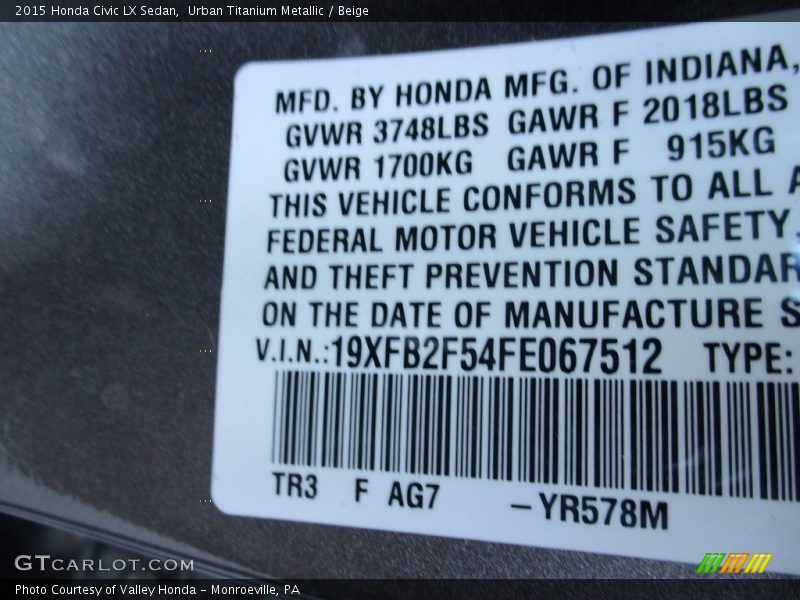 2015 Honda Civic LX Sedan,  Urban Titanium Metallic / Beige
MFD. BY HONDA MFG. OF INDIANA,
GVWR 3748LBS GAWR F 2018LBS
GVWR 1700KG GAWR F 915KG
THIS VEHICLE CONFORMS TO ALL A
FEDERAL MOTOR VEHICLE SAFETY
AND THEFT PREVENTION STANDAR
ON THE DATE OF MANUFACTURE S
V.I.N.:19XFB2F54FE067512 TYPE:
TR3 F AG7 –YR578M
GTCARLOT.COM
Photo Courtesy of Valley Honda – Monroeville, PA